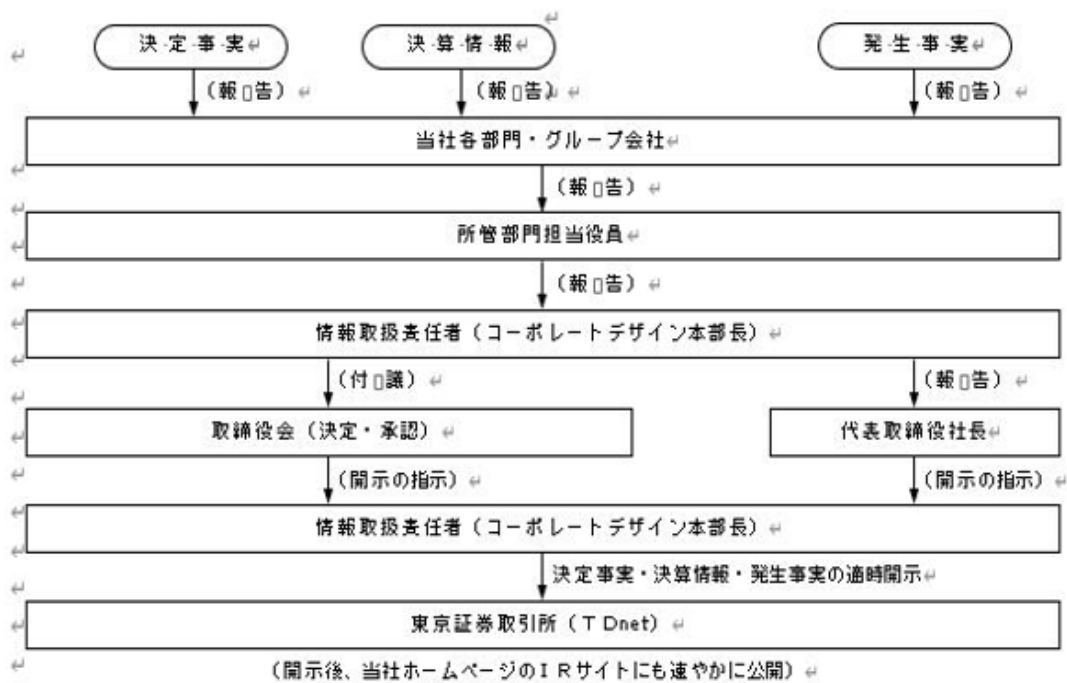 決定事実 決算情報 発生事実
（報告） （報告） （報告）
当社各部門・グループ会社
（報告）
所管部門担当役員
（報告）
情報取扱責任者（コーポレートデザイン本部長）
（付議） （報告）
取締役会（決定・承認） 代表取締役社長
（開示の指示） （開示の指示）
情報取扱責任者（コーポレートデザイン本部長）
決定事実・決算情報・発生事実の適時開示
東京証券取引所（ＴDnet）
（開示後、当社ホームページのＩＲサイトにも速やかに公開）